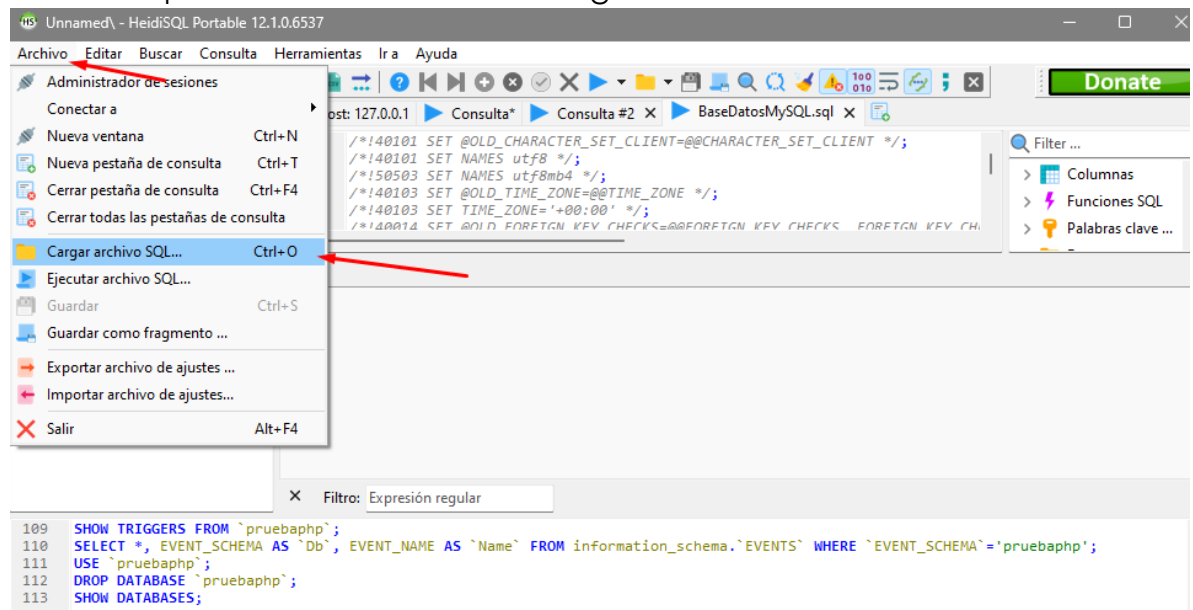 Unnamed\ - HeidiSQL Portable 12.1.0.6537
Archivo Editar Buscar Consulta Herramientas Ir a Ayuda
Administrador de sesiones
Conectar a
Nueva ventana Ctrl+N
Nueva pestaña de consulta Ctrl+T
Cerrar pestaña de consulta Ctrl+F4
Cerrar todas las pestañas de consulta
Cargar archivo SQL... Ctrl+O
Ejecutar archivo SQL...
Guardar Ctrl+S
Guardar como fragmento ...
Exportar archivo de ajustes ...
Importar archivo de ajustes...
Salir Alt+F4
Donate
ost: 127.0.0.1 Consulta* Consulta #2 BaseDatosMySQL.sql
/*!40101 SET @OLD_CHARACTER_SET_CLIENT=@@CHARACTER_SET_CLIENT */;
/*!40101 SET NAMES utf8 */;
/*!50503 SET NAMES utf8mb4 */;
/*!40103 SET @OLD_TIME_ZONE=@@TIME_ZONE */;
/*!40103 SET TIME_ZONE='+00:00' */;
/*!40014 SET @OLD_FOREIGN_KEY_CHECKS=@@FOREIGN_KEY_CHECKS, FOREIGN_KEY_CH
Filter ...
Columnas
Funciones SQL
Palabras clave ...
Filtro: Expresión regular
109 SHOW TRIGGERS FROM `pruebaphp`;
110 SELECT *, EVENT_SCHEMA AS `Db`, EVENT_NAME AS `Name` FROM information_schema.`EVENTS` WHERE `EVENT_SCHEMA`='pruebaphp';
111 USE `pruebaphp`;
112 DROP DATABASE `pruebaphp`;
113 SHOW DATABASES;